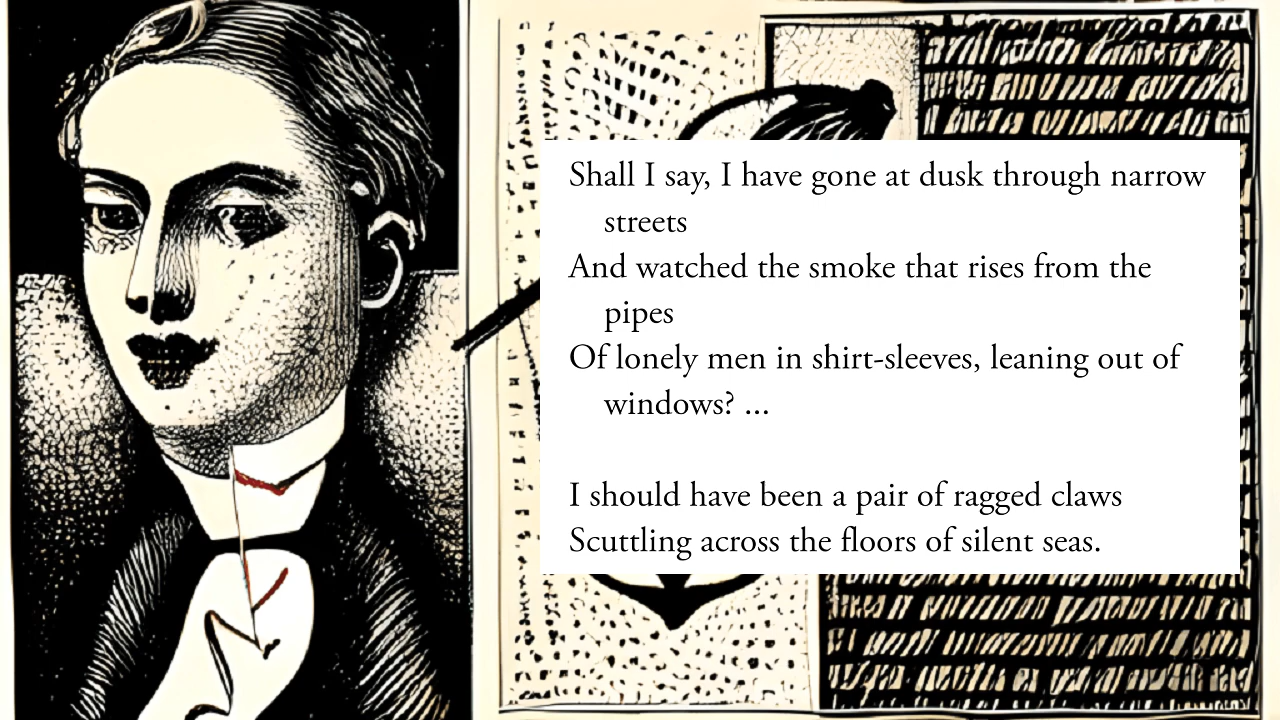 Shall I say, I have gone at dusk through narrow
streets
And watched the smoke that rises from the
pipes
Of lonely men in shirt-sleeves, leaning out of
windows? ...
I should have been a pair of ragged claws
Scuttling across the floors of silent seas.